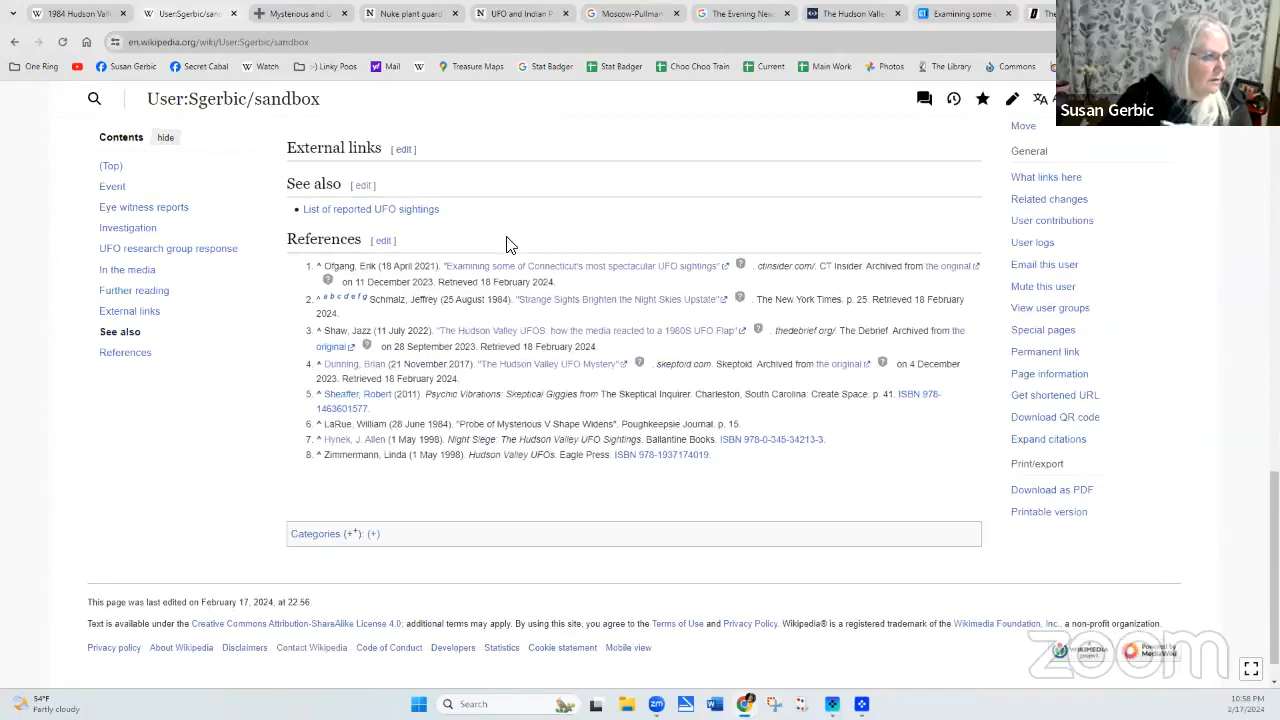 1984 Hudson Val
Mysterious UFO
Nuke plant guard
UFO and Indian P
Moscow-Pullman
The Evening New
The Hudson Valle
Examining some
en.wikipedia.org/wiki/User:Sgerbic/sandbox
One Ring Susan Gerbic Secret Cabal Watch :-) Looky Mail Treasure Maps Stat Badger Stat Badger Choo Choo Train Current Main Work Photos The Library Commons
Susan Gerbic
User:Sgerbic/sandbox
Contents hide
(Top)
Event
Eye witness reports
Investigation
UFO research group response
In the media
Further reading
External links
See also
References
External links [ edit ]
See also [ edit ]
• List of reported UFO sightings
References [ edit ]
1. ^ Ofgang, Erik (18 April 2021). "Examining some of Connecticut's most spectacular UFO sightings" . ctinsider.com/. CT Insider. Archived from the original
on 11 December 2023. Retrieved 18 February 2024.
2. ^ a b c d e f g Schmalz, Jeffrey (25 August 1984). "Strange Sights Brighten the Night Skies Upstate" . The New York Times. p. 25. Retrieved 18 February
2024.
3. ^ Shaw, Jazz (11 July 2022). "The Hudson Valley UFOS: how the media reacted to a 1980S UFO Flap" . thedebrief.org/. The Debrief. Archived from the
original on 28 September 2023. Retrieved 18 February 2024.
4. ^ Dunning, Brian (21 November 2017). "The Hudson Valley UFO Mystery" . skeptoid.com. Skeptoid. Archived from the original on 4 December
2023. Retrieved 18 February 2024.
5. ^ Sheaffer, Robert (2011) Psychic Vibrations: Skeptical Giggles from The Skeptical Inquirer. Charleston, South Carolina: Create Space. p. 41. ISBN 978-
1463601577.
6. ^ LaRue, William (28 June 1984). "Probe of Mysterious V Shape Widens". Poughkeepsie Journal. p. 15.
7. ^ Hynek, J. Allen (1 May 1998). Night Siege: The Hudson Valley UFO Sightings. Ballantine Books. ISBN 978-0-345-34213-3.
8. ^ Zimmermann, Linda (1 May 1998). Hudson Valley UFOs. Eagle Press. ISBN 978-1937174019.
Categories (++): (+)
Move
General
What links here
Related changes
User contributions
User logs
Email this user
Mute this user
View user groups
Special pages
Permanent link
Page information
Get shortened URL
Download QR code
Expand citations
Print/export
Download as PDF
Printable version
This page was last edited on February 17, 2024, at 22:56.
Text is available under the Creative Commons Attribution-ShareAlike License 4.0; additional terms may apply. By using this site, you agree to the Terms of Use and Privacy Policy. Wikipedia® is a registered trademark of the Wikimedia Foundation, Inc., a non-profit organization.
Privacy policy About Wikipedia Disclaimers Contact Wikipedia Code of Conduct Developers Statistics Cookie statement Mobile view
WIKIMEDIA project
Powered by MediaWiki
zoom
54°F
Partly cloudy
Search
10:58 PM
2/17/2024